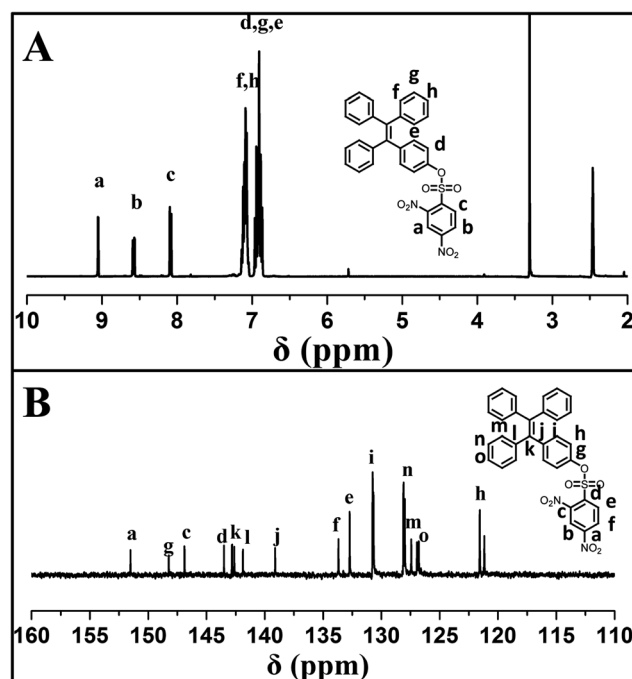 A
d,g,e
f,h
a
b
c
g
f
h
e
d
O
O
S
O
O₂N
c
a
b
NO₂
10 9 8 7 6 5 4 3 2
δ (ppm)
B
i
n
e
h
f
m
o
a
g
c
d
k
l
j
m
n
l
j
i
h
o
k
g
O
O
S
O
d
O₂N
c
e
b
a
f
NO₂
160 155 150 145 140 135 130 125 120 115 110
δ (ppm)